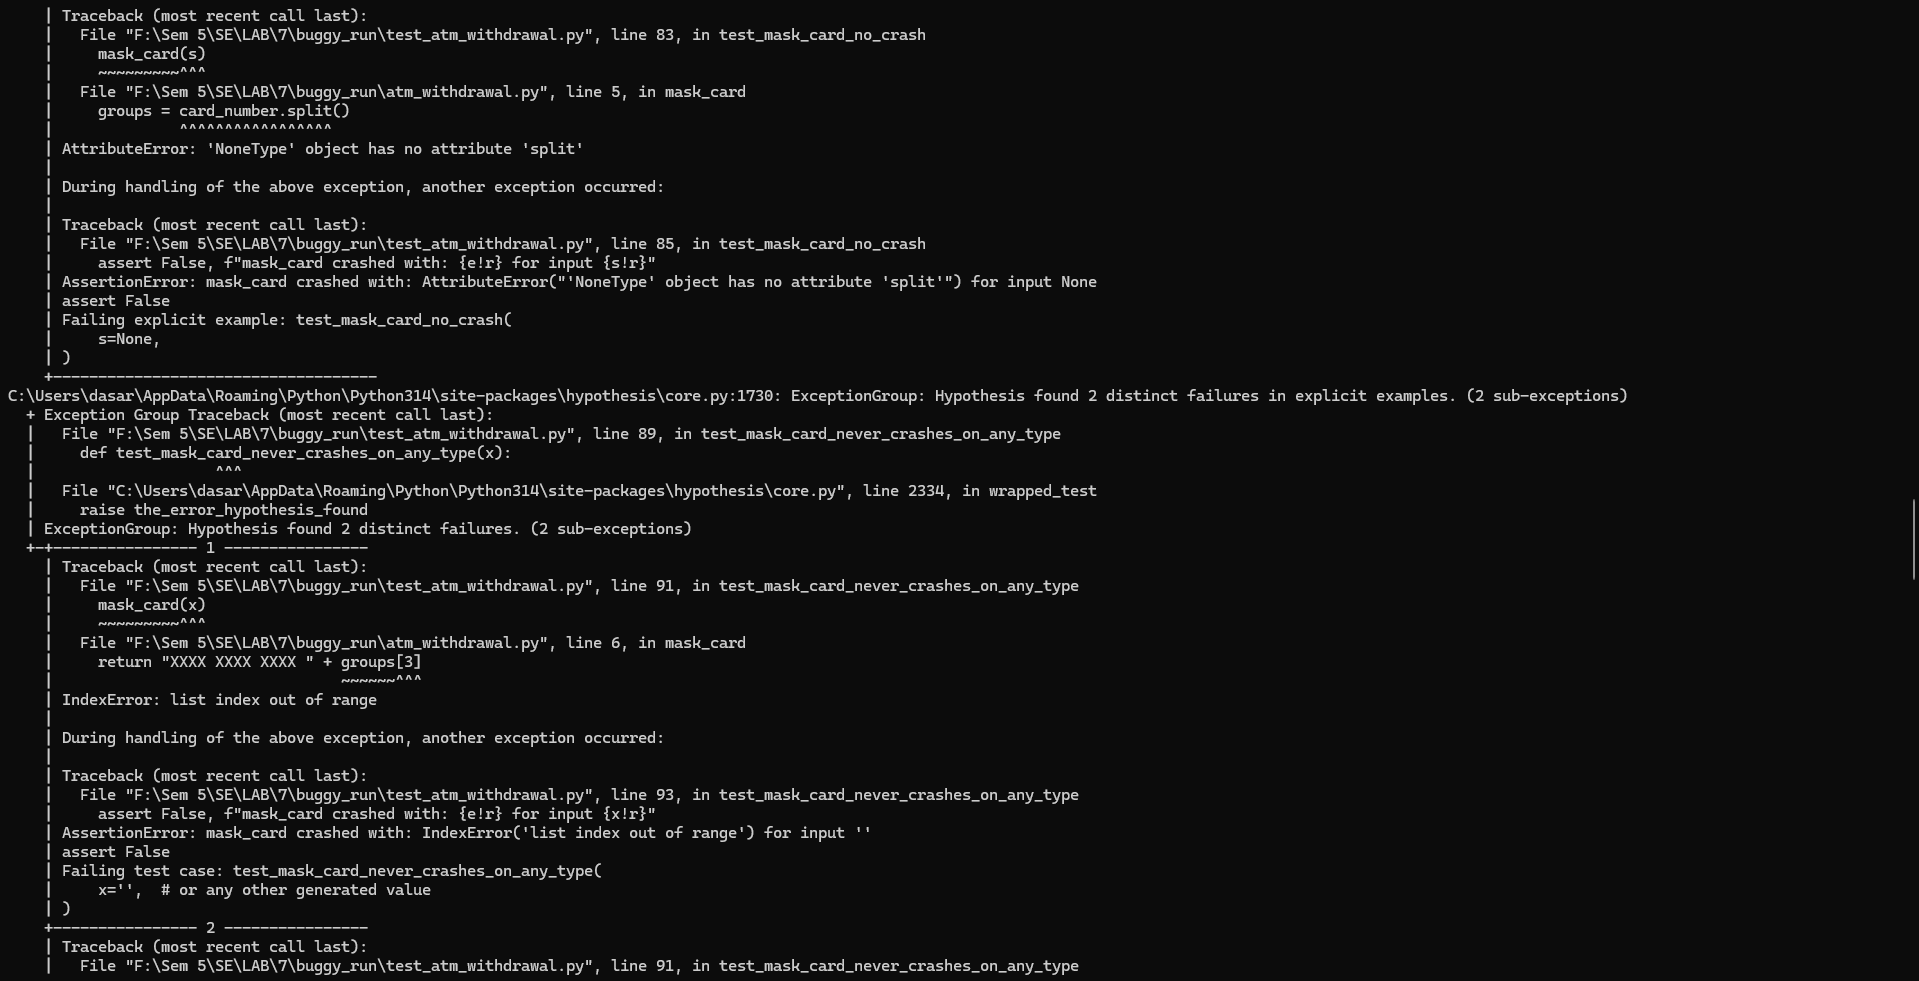 | Traceback (most recent call last):
|   File "F:\Sem 5\SE\LAB\7\buggy_run\test_atm_withdrawal.py", line 83, in test_mask_card_no_crash
|     mask_card(s)
|     ~~~~~~~~~^^^
|   File "F:\Sem 5\SE\LAB\7\buggy_run\atm_withdrawal.py", line 5, in mask_card
|     groups = card_number.split()
|              ^^^^^^^^^^^^^^^^^
| AttributeError: 'NoneType' object has no attribute 'split'
|
| During handling of the above exception, another exception occurred:
|
| Traceback (most recent call last):
|   File "F:\Sem 5\SE\LAB\7\buggy_run\test_atm_withdrawal.py", line 85, in test_mask_card_no_crash
|     assert False, f"mask_card crashed with: {e!r} for input {s!r}"
| AssertionError: mask_card crashed with: AttributeError("'NoneType' object has no attribute 'split'") for input None
| assert False
| Failing explicit example: test_mask_card_no_crash(
|     s=None,
| )
+------------------------------------
C:\Users\dasar\AppData\Roaming\Python\Python314\site-packages\hypothesis\core.py:1730: ExceptionGroup: Hypothesis found 2 distinct failures in explicit examples. (2 sub-exceptions)
  + Exception Group Traceback (most recent call last):
  |   File "F:\Sem 5\SE\LAB\7\buggy_run\test_atm_withdrawal.py", line 89, in test_mask_card_never_crashes_on_any_type
  |     def test_mask_card_never_crashes_on_any_type(x):
  |                    ^^^
  |   File "C:\Users\dasar\AppData\Roaming\Python\Python314\site-packages\hypothesis\core.py", line 2334, in wrapped_test
  |     raise the_error_hypothesis_found
  | ExceptionGroup: Hypothesis found 2 distinct failures. (2 sub-exceptions)
  +-+---------------- 1 ----------------
    | Traceback (most recent call last):
    |   File "F:\Sem 5\SE\LAB\7\buggy_run\test_atm_withdrawal.py", line 91, in test_mask_card_never_crashes_on_any_type
    |     mask_card(x)
    |     ~~~~~~~~~^^^
    |   File "F:\Sem 5\SE\LAB\7\buggy_run\atm_withdrawal.py", line 6, in mask_card
    |     return "XXXX XXXX XXXX " + groups[3]
    |                                ~~~~~~^^^
    | IndexError: list index out of range
    |
    | During handling of the above exception, another exception occurred:
    |
    | Traceback (most recent call last):
    |   File "F:\Sem 5\SE\LAB\7\buggy_run\test_atm_withdrawal.py", line 93, in test_mask_card_never_crashes_on_any_type
    |     assert False, f"mask_card crashed with: {e!r} for input {x!r}"
    | AssertionError: mask_card crashed with: IndexError('list index out of range') for input ''
    | assert False
    | Failing test case: test_mask_card_never_crashes_on_any_type(
    |     x='',  # or any other generated value
    | )
    +---------------- 2 ----------------
    | Traceback (most recent call last):
    |   File "F:\Sem 5\SE\LAB\7\buggy_run\test_atm_withdrawal.py", line 91, in test_mask_card_never_crashes_on_any_type